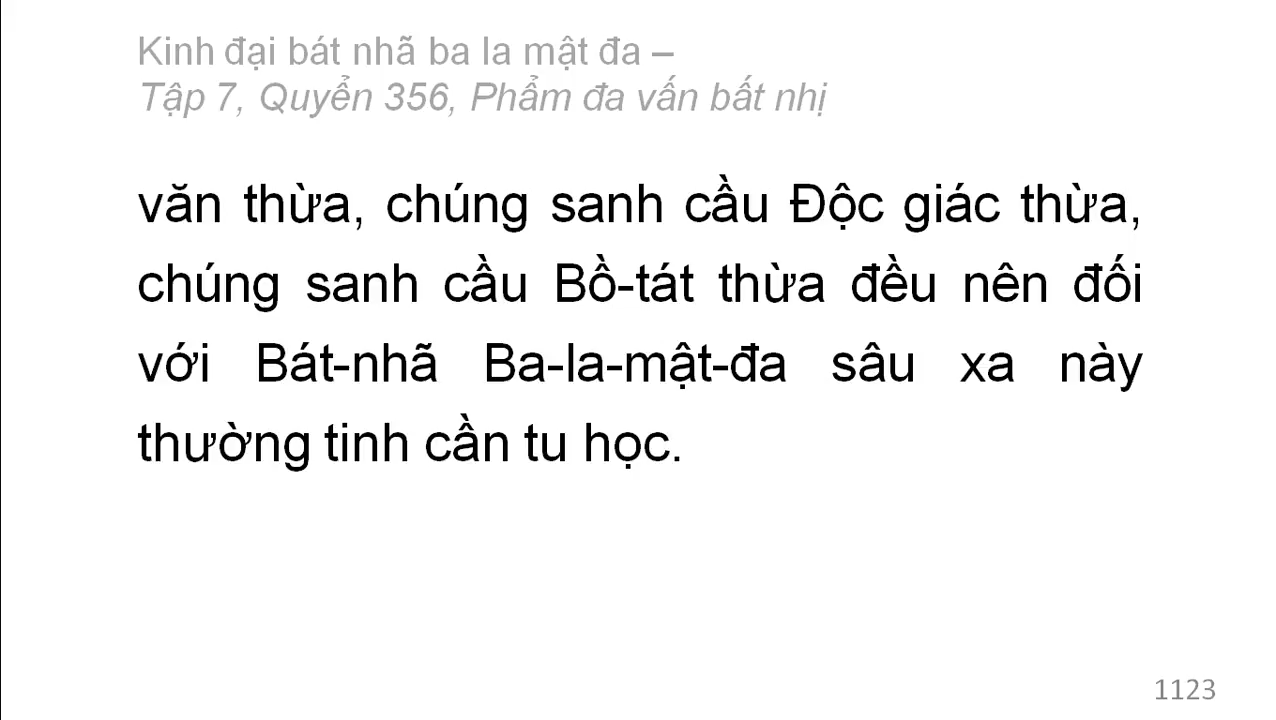 Kinh đại bát nhã ba la mật đa –
Tập 7, Quyển 356, Phẩm đa vấn bất nhị
văn thừa, chúng sanh cầu Độc giác thừa,
chúng sanh cầu Bồ-tát thừa đều nên đối
với Bát-nhã Ba-la-mật-đa sâu xa này
thường tinh cần tu học.
1123